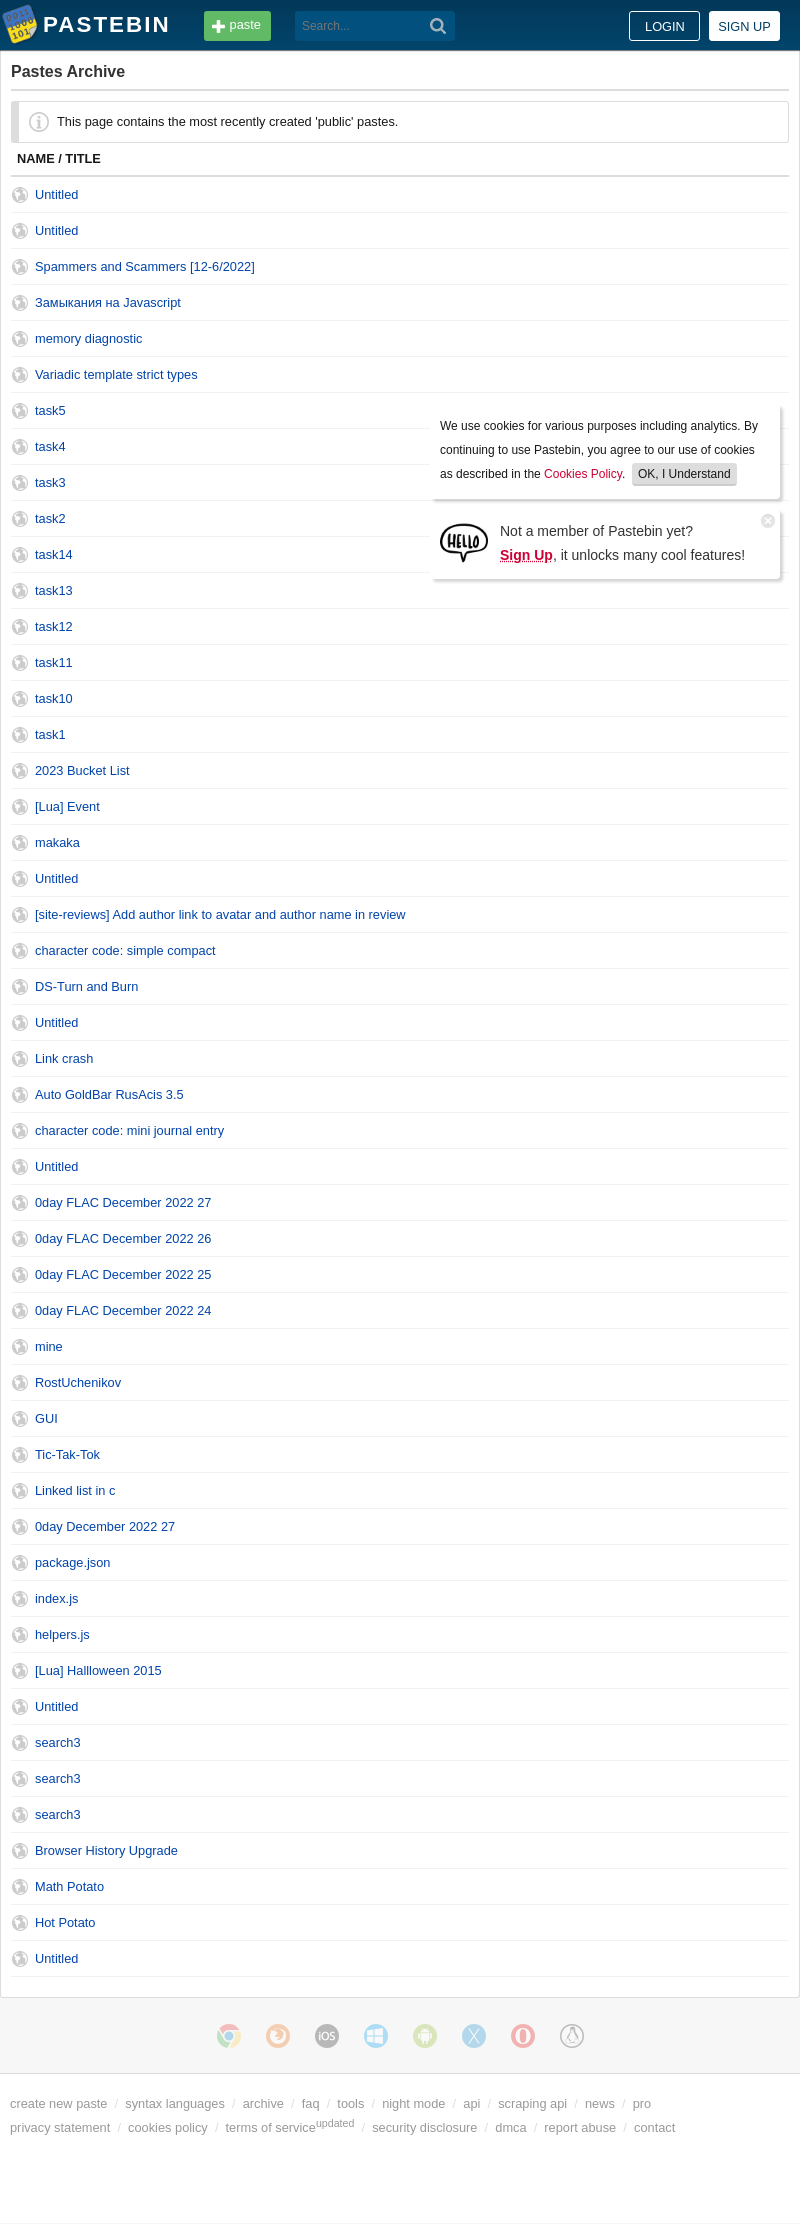 PASTEBIN paste Search... LOGIN SIGN UP
Pastes Archive
This page contains the most recently created 'public' pastes.
NAME / TITLE
Untitled
Untitled
Spammers and Scammers [12-6/2022]
Замыкания на Javascript
memory diagnostic
Variadic template strict types
task5
task4
task3
task2
task14
task13
task12
task11
task10
task1
2023 Bucket List
[Lua] Event
makaka
Untitled
[site-reviews] Add author link to avatar and author name in review
character code: simple compact
DS-Turn and Burn
Untitled
Link crash
Auto GoldBar RusAcis 3.5
character code: mini journal entry
Untitled
0day FLAC December 2022 27
0day FLAC December 2022 26
0day FLAC December 2022 25
0day FLAC December 2022 24
mine
RostUchenikov
GUI
Tic-Tak-Tok
Linked list in c
0day December 2022 27
package.json
index.js
helpers.js
[Lua] Hallloween 2015
Untitled
search3
search3
search3
Browser History Upgrade
Math Potato
Hot Potato
Untitled
We use cookies for various purposes including analytics. By
continuing to use Pastebin, you agree to our use of cookies
as described in the Cookies Policy. OK, I Understand
HELLO
Not a member of Pastebin yet?
Sign Up, it unlocks many cool features!
iOS
create new paste / syntax languages / archive / faq / tools / night mode / api / scraping api / news / pro
privacy statement / cookies policy / terms of service updated / security disclosure / dmca / report abuse / contact